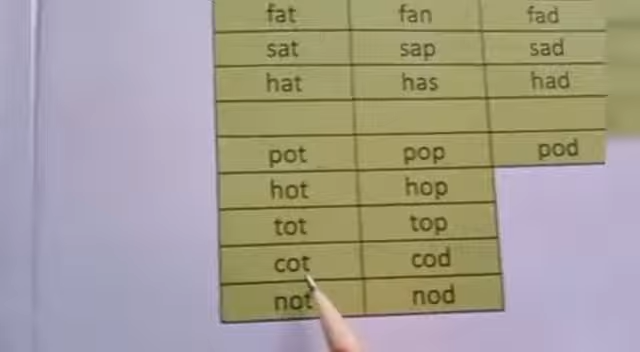 fat fan fad
sat sap sad
hat has had
pot pop pod
hot hop
tot top
cot cod
not nod